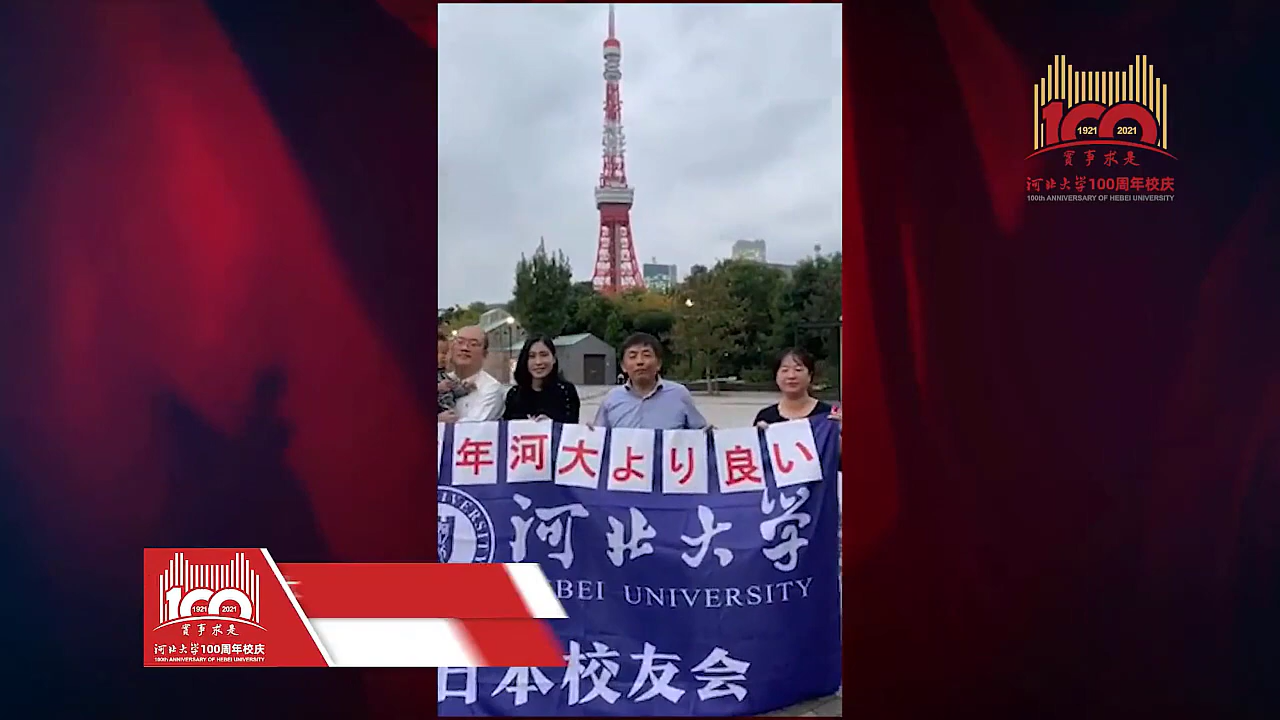 1921 2021
實事求是
河北大学100周年校庆
100th ANNIVERSARY OF HEBEI UNIVERSITY
年河大より良い
河北大学
HEBEI UNIVERSITY
日本校友会
1921 2021
實事求是
河北大学100周年校庆
100th ANNIVERSARY OF HEBEI UNIVERSITY